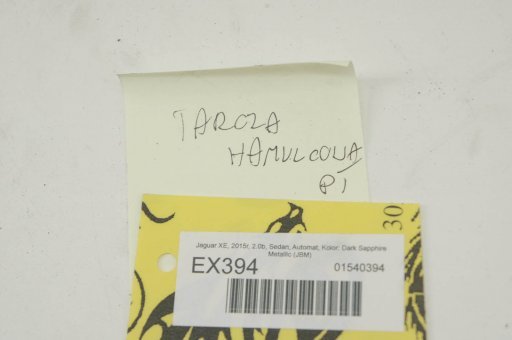 TARCZA
HAMULCOWA
P1
30
Jaguar XE, 2015r, 2.0b, Sedan, Automat, Kolor: Dark Sapphire
Metallic (JBM)
EX394 01540394